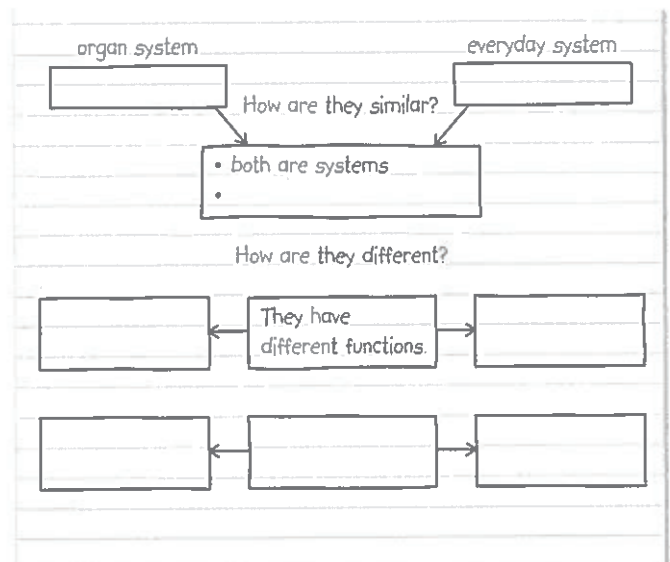 organ system
everyday system
How are they similar?
• both are systems
•
How are they different?
They have
different functions.